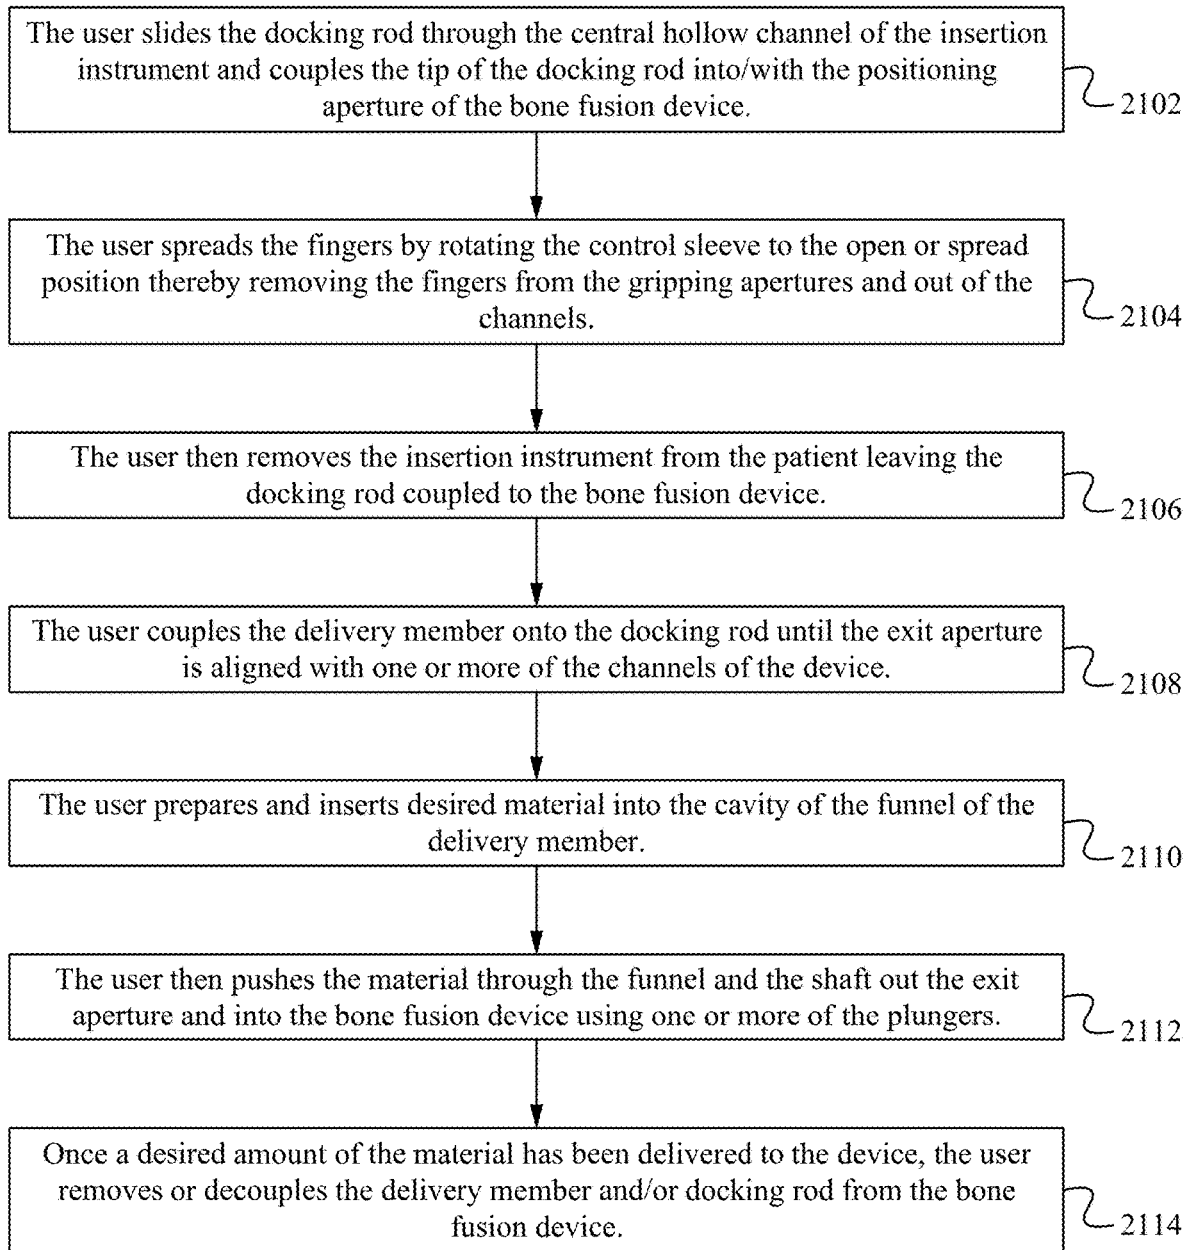 The user slides the docking rod through the central hollow channel of the insertion
instrument and couples the tip of the docking rod into/with the positioning
aperture of the bone fusion device.
2102
The user spreads the fingers by rotating the control sleeve to the open or spread
position thereby removing the fingers from the gripping apertures and out of the
channels.
2104
The user then removes the insertion instrument from the patient leaving the
docking rod coupled to the bone fusion device.
2106
The user couples the delivery member onto the docking rod until the exit aperture
is aligned with one or more of the channels of the device.
2108
The user prepares and inserts desired material into the cavity of the funnel of the
delivery member.
2110
The user then pushes the material through the funnel and the shaft out the exit
aperture and into the bone fusion device using one or more of the plungers.
2112
Once a desired amount of the material has been delivered to the device, the user
removes or decouples the delivery member and/or docking rod from the bone
fusion device.
2114